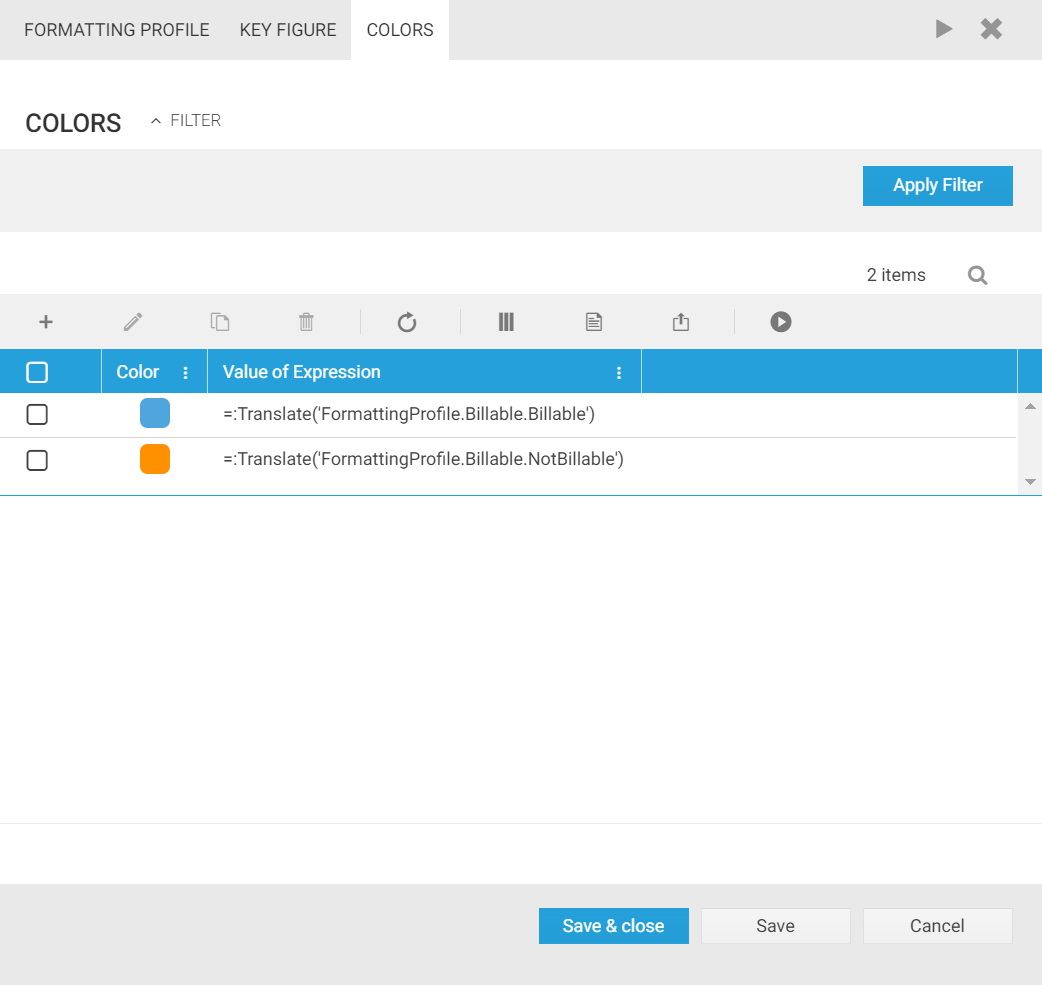 FORMATTING PROFILE KEY FIGURE COLORS
COLORS FILTER
Apply Filter
2 items
Color Value of Expression
=:Translate('FormattingProfile.Billable.Billable')
=:Translate('FormattingProfile.Billable.NotBillable')
Save & close Save Cancel